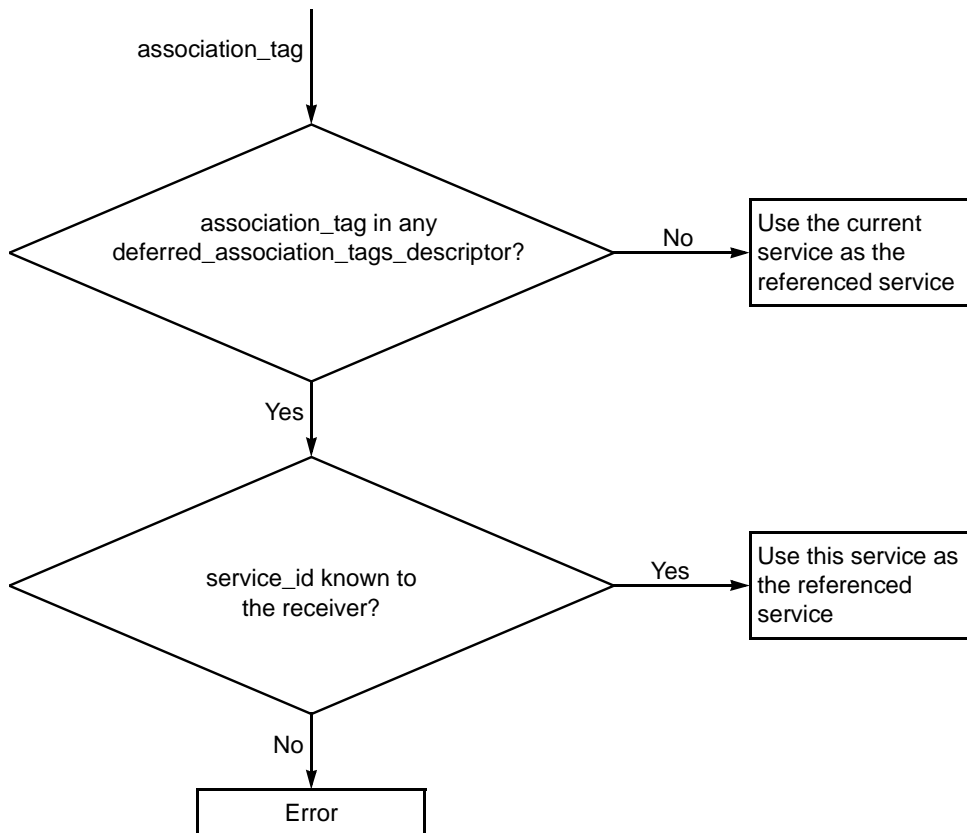 association_tag
association_tag in any
deferred_association_tags_descriptor?
No
Use the current
service as the
referenced service
Yes
service_id known to
the receiver?
Yes
Use this service as
the referenced
service
No
Error